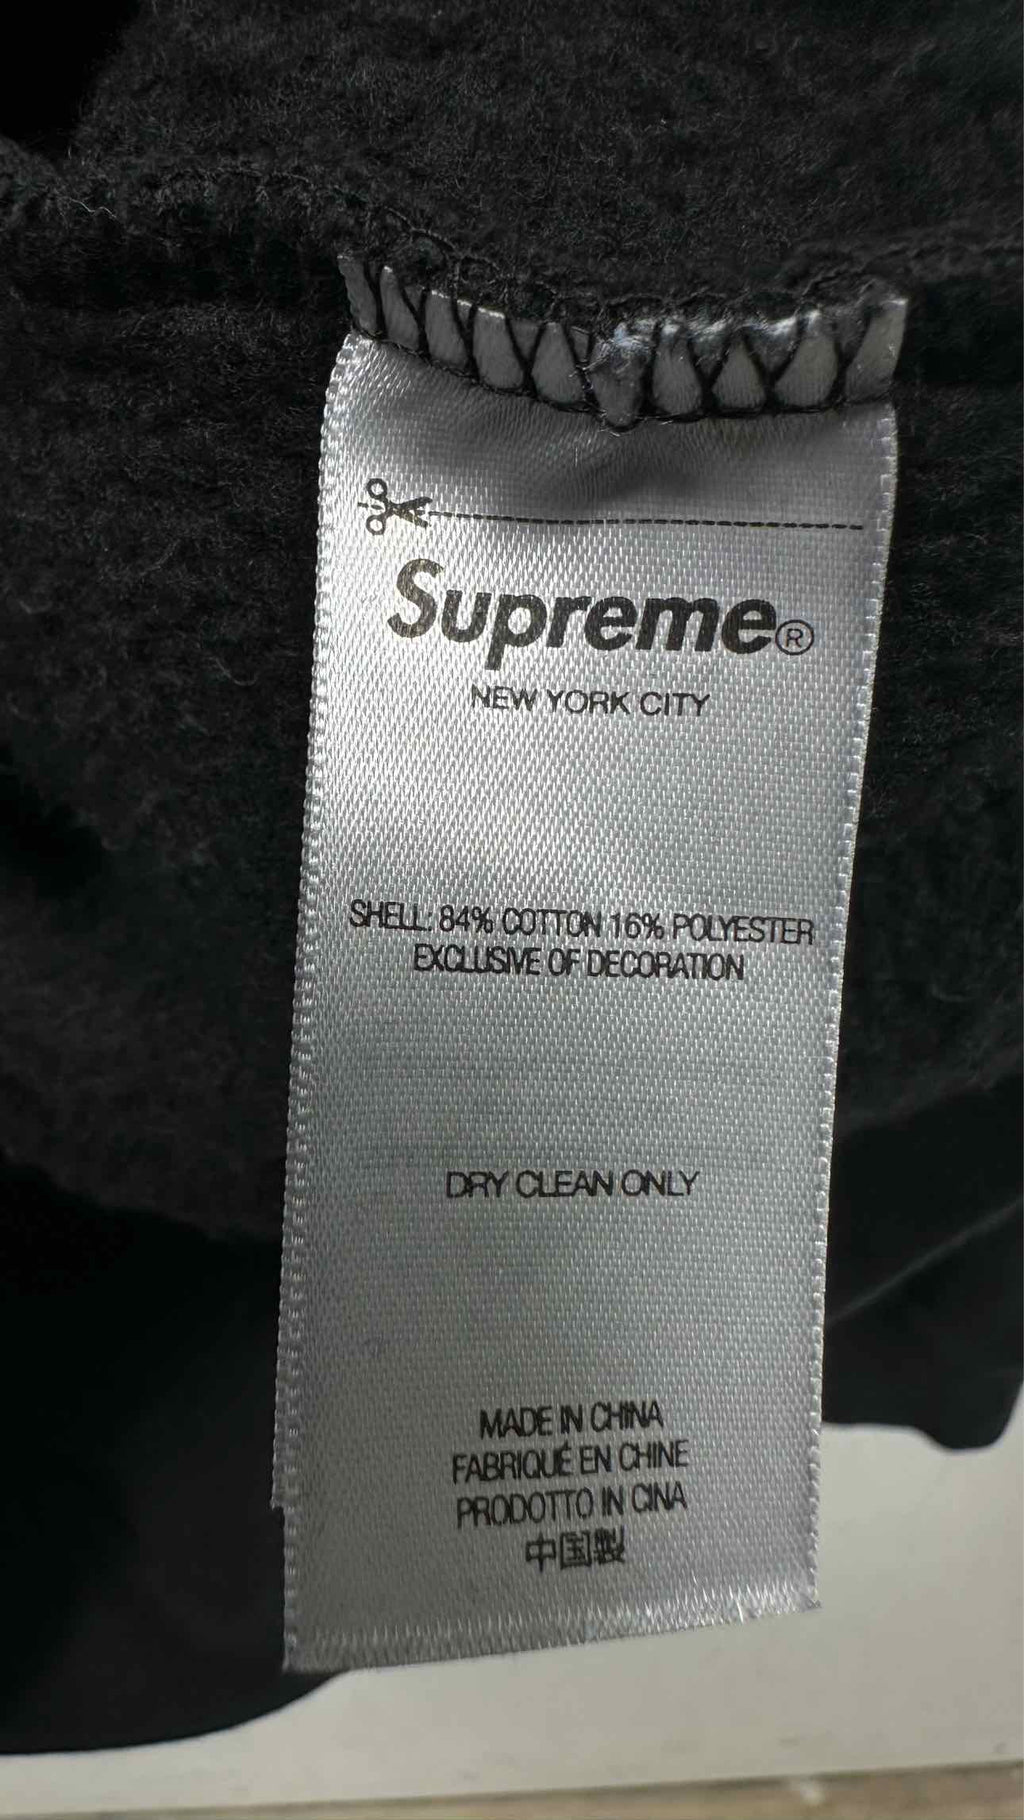 Supreme®
NEW YORK CITY
SHELL: 84% COTTON 16% POLYESTER
EXCLUSIVE OF DECORATION
DRY CLEAN ONLY
MADE IN CHINA
FABRIQUÉ EN CHINE
PRODOTTO IN CINA
中国製